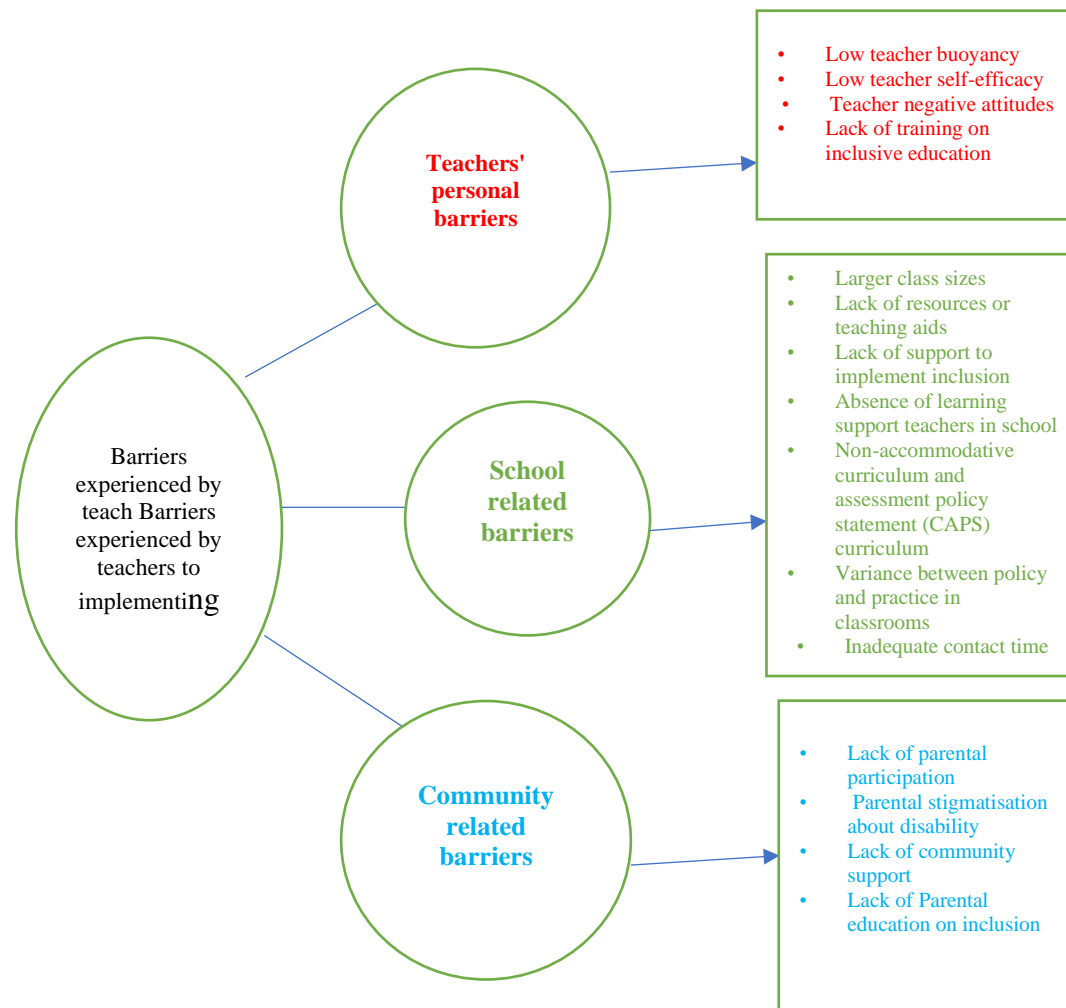 Barriers
experienced by
teach Barriers
experienced by
teachers to
implementing
Teachers'
personal
barriers
• Low teacher buoyancy
• Low teacher self-efficacy
• Teacher negative attitudes
• Lack of training on
inclusive education
School
related
barriers
• Larger class sizes
• Lack of resources or
teaching aids
• Lack of support to
implement inclusion
• Absence of learning
support teachers in school
• Non-accommodative
curriculum and
assessment policy
statement (CAPS)
curriculum
• Variance between policy
and practice in
classrooms
• Inadequate contact time
Community
related
barriers
• Lack of parental
participation
• Parental stigmatisation
about disability
• Lack of community
support
• Lack of Parental
education on inclusion